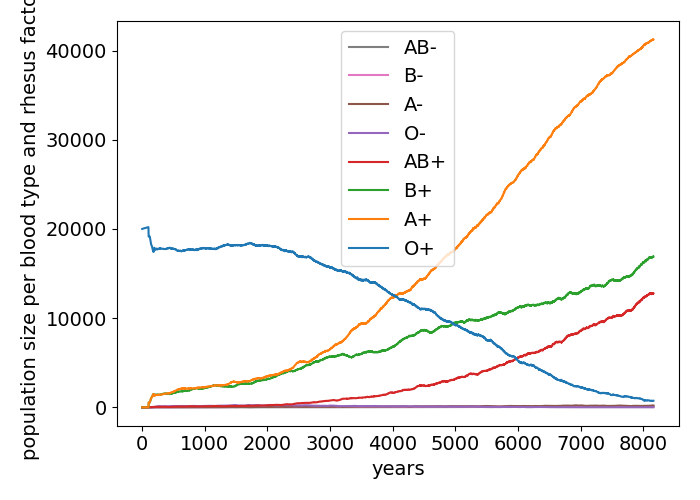 population size per blood type and rhesus facto
40000
30000
20000
10000
0
AB-
B-
A-
O-
AB+
B+
A+
O+
0 1000 2000 3000 4000 5000 6000 7000 8000
years